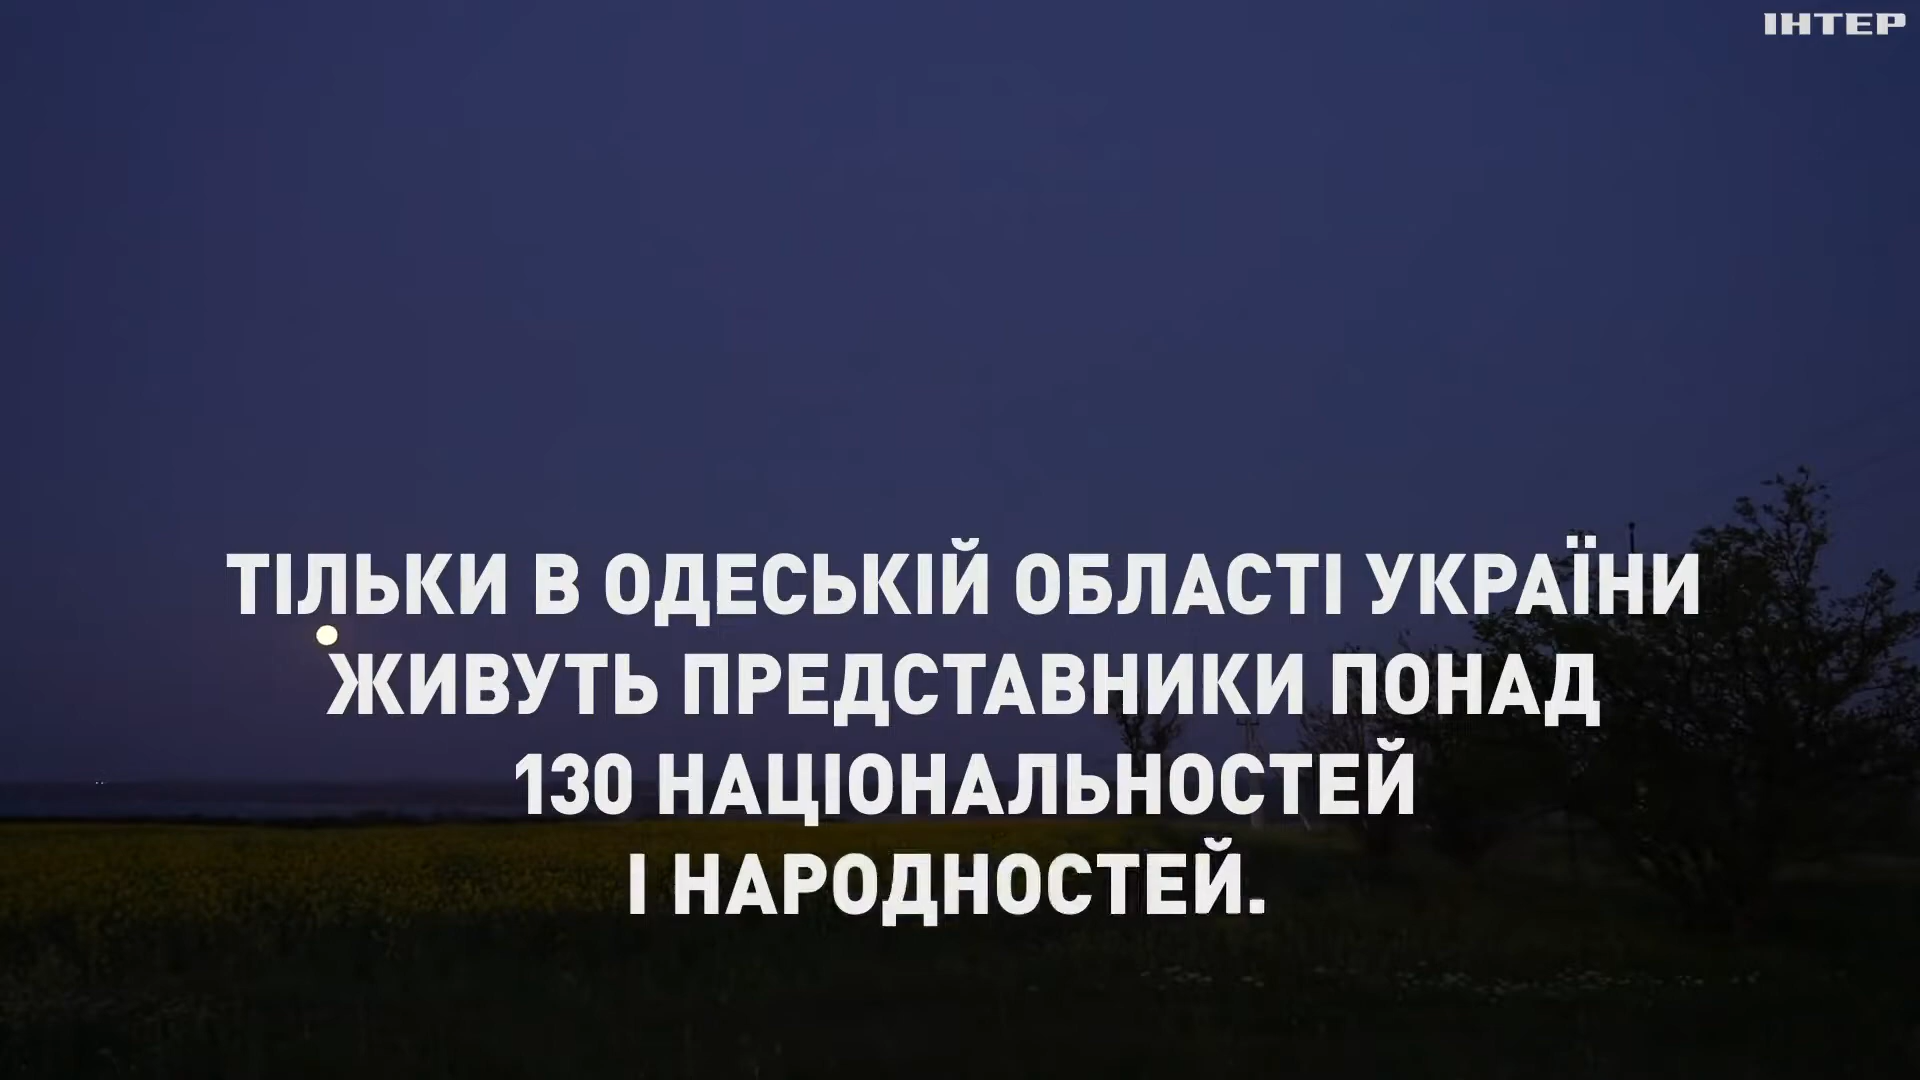 ІНТЕР
ТІЛЬКИ В ОДЕСЬКІЙ ОБЛАСТІ УКРАЇНИ
ЖИВУТЬ ПРЕДСТАВНИКИ ПОНАД
130 НАЦІОНАЛЬНОСТЕЙ
І НАРОДНОСТЕЙ.